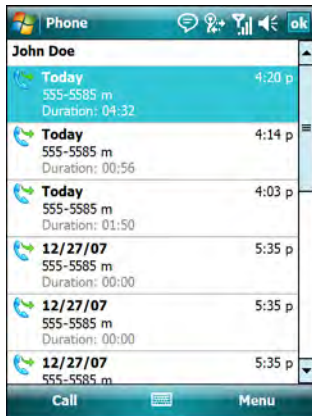 Phone
ok
John Doe
Today 4:20 p
555-5585 m
Duration: 04:32
Today 4:14 p
555-5585 m
Duration: 00:56
Today 4:03 p
555-5585 m
Duration: 01:50
12/27/07 5:35 p
555-5585 m
Duration: 00:00
12/27/07 5:35 p
555-5585 m
Duration: 00:00
12/27/07 5:35 p
555-5585 m
Call Menu